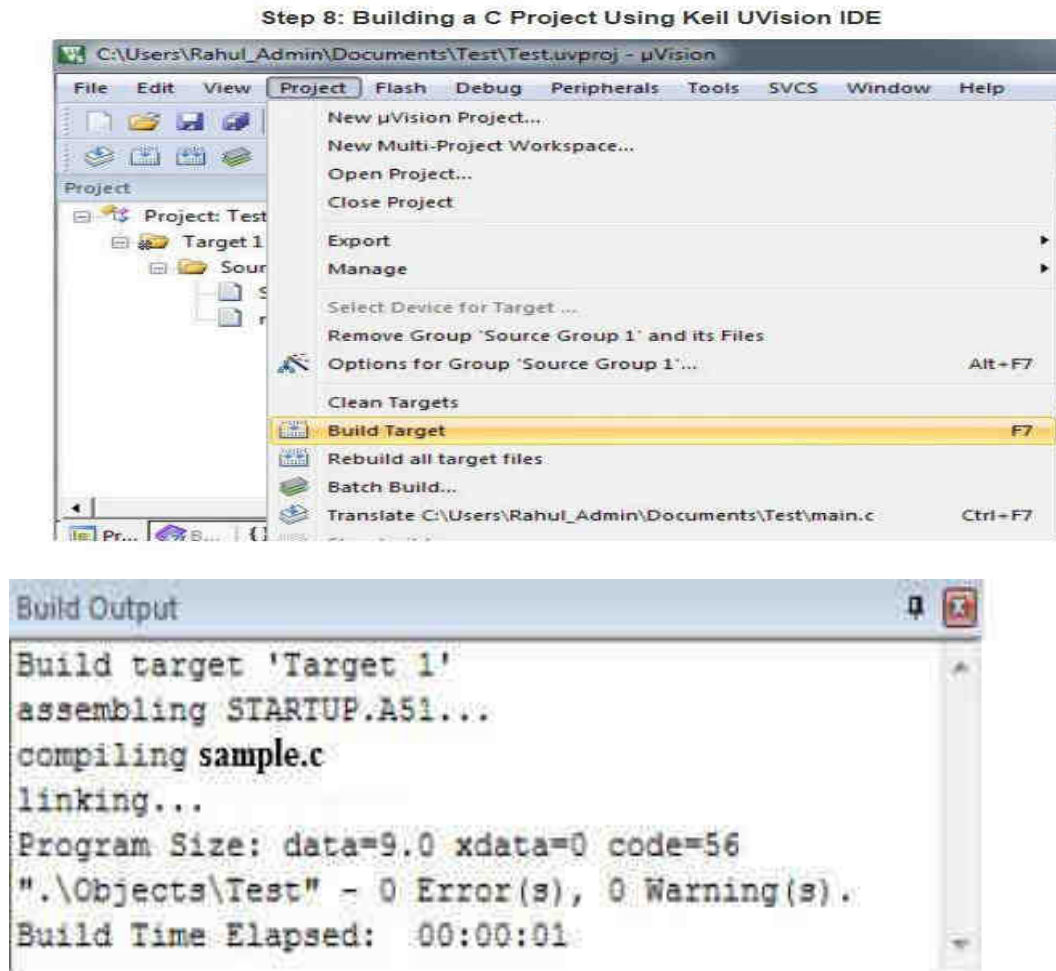 Step 8: Building a C Project Using Keil UVision IDE
C:\Users\Rahul_Admin\Documents\Test\Test.uvproj - µVision
File Edit View Project Flash Debug Peripherals Tools SVCS Window Help
New µVision Project...
New Multi-Project Workspace...
Open Project...
Close Project
Project
Project: Test
Target 1
Sour
Export
Manage
Select Device for Target ...
Remove Group 'Source Group 1' and its Files
Options for Group 'Source Group 1'... Alt+F7
Clean Targets
Build Target F7
Rebuild all target files
Batch Build...
Translate C:\Users\Rahul_Admin\Documents\Test\main.c Ctrl+F7
Pr... B... {}
Build Output
Build target 'Target 1'
assembling STARTUP.A51...
compiling sample.c
linking...
Program Size: data=9.0 xdata=0 code=56
".\Objects\Test" - 0 Error(s), 0 Warning(s).
Build Time Elapsed: 00:00:01